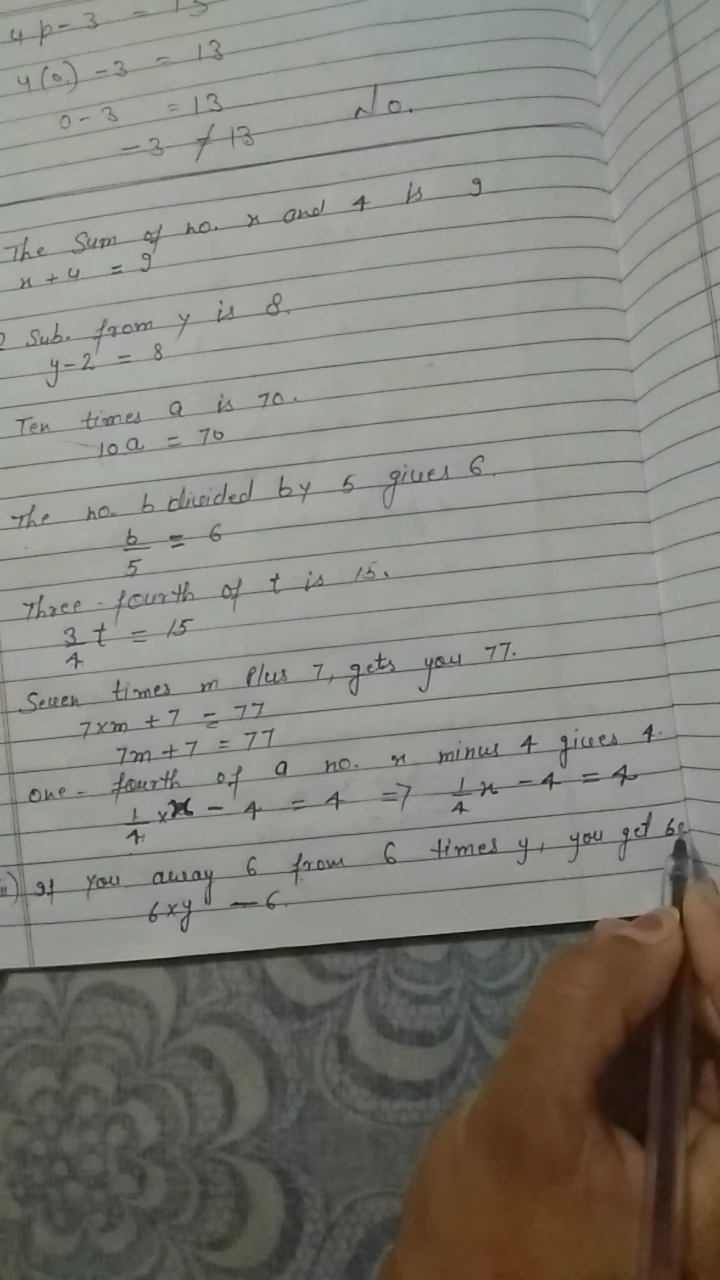 4p - 3 = 13
4(0) - 3 = 13
0 - 3 = 13 No.
-3 ≠ 13
The Sum of no. x and 4 is 9
x + 4 = 9
2 Sub. from y is 8.
y - 2 = 8
Ten times a is 70.
10a = 70
The no. b divided by 5 gives 6.
b/5 = 6
Three-fourth of t is 15.
3/4 t = 15
Seven times m Plus 7, gets you 77.
7xm + 7 = 77
7m + 7 = 77
One-fourth of a no. x minus 4 gives 4.
1/4 × x - 4 = 4 => 1/4 x - 4 = 4
ii) If you away 6 from 6 times y, you get 60
6xy - 6.